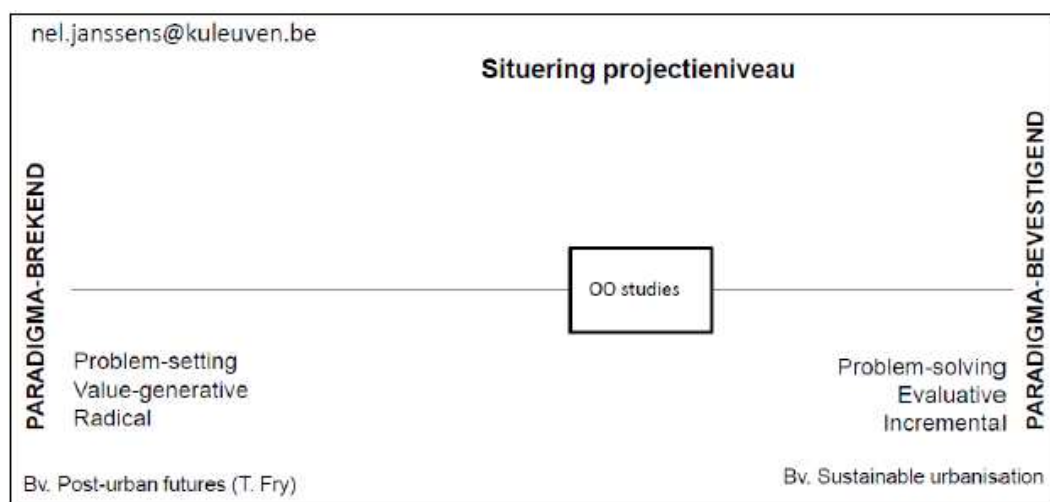 nel.janssens@kuleuven.be
Situering projectieniveau
PARADIGMA-BREKEND
PARADIGMA-BEVESTIGEND
OO studies
Problem-setting
Value-generative
Radical
Problem-solving
Evaluative
Incremental
Bv. Post-urban futures (T. Fry)
Bv. Sustainable urbanisation